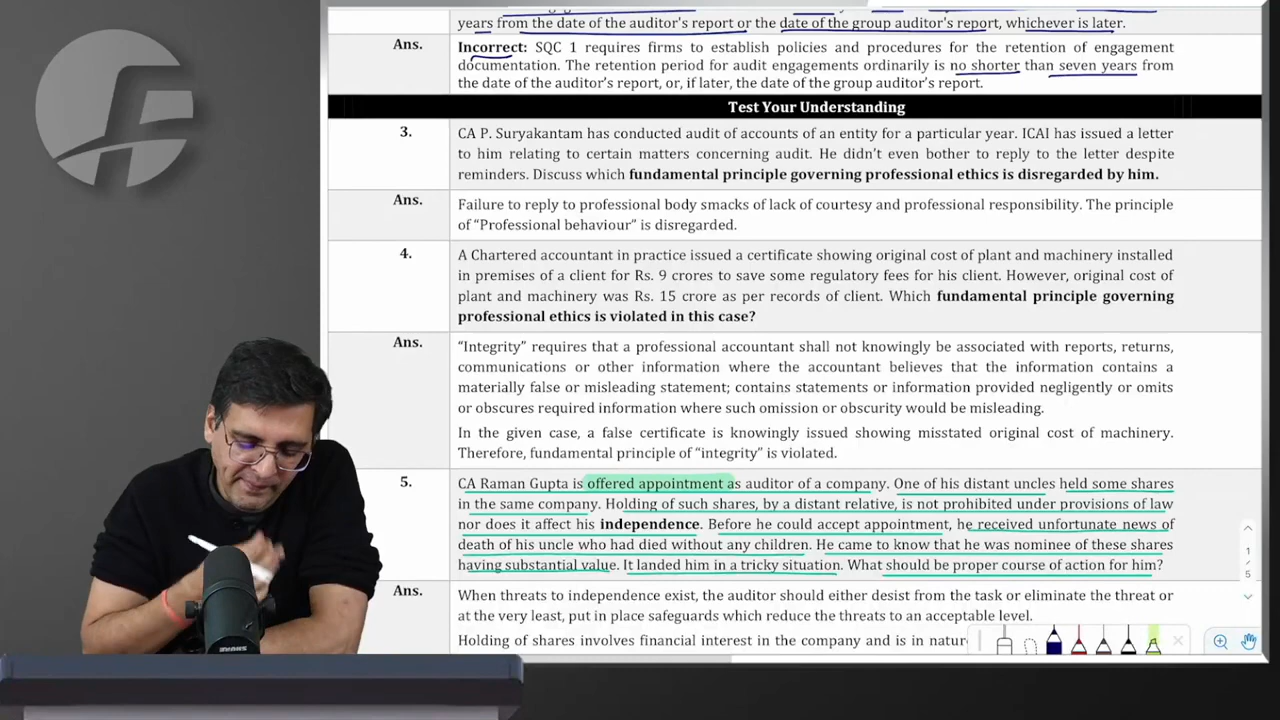 years from the date of the auditor's report or the date of the group auditor's report, whichever is later.
Ans.
Incorrect: SQC 1 requires firms to establish policies and procedures for the retention of engagement
documentation. The retention period for audit engagements ordinarily is no shorter than seven years from
the date of the auditor's report, or, if later, the date of the group auditor's report.
Test Your Understanding
3.
CA P. Suryakantam has conducted audit of accounts of an entity for a particular year. ICAI has issued a letter
to him relating to certain matters concerning audit. He didn't even bother to reply to the letter despite
reminders. Discuss which fundamental principle governing professional ethics is disregarded by him.
Ans.
Failure to reply to professional body smacks of lack of courtesy and professional responsibility. The principle
of “Professional behaviour” is disregarded.
4.
A Chartered accountant in practice issued a certificate showing original cost of plant and machinery installed
in premises of a client for Rs. 9 crores to save some regulatory fees for his client. However, original cost of
plant and machinery was Rs. 15 crore as per records of client. Which fundamental principle governing
professional ethics is violated in this case?
Ans.
“Integrity” requires that a professional accountant shall not knowingly be associated with reports, returns,
communications or other information where the accountant believes that the information contains a
materially false or misleading statement; contains statements or information provided negligently or omits
or obscures required information where such omission or obscurity would be misleading.
In the given case, a false certificate is knowingly issued showing misstated original cost of machinery.
Therefore, fundamental principle of “integrity” is violated.
5.
CA Raman Gupta is offered appointment as auditor of a company. One of his distant uncles held some shares
in the same company. Holding of such shares, by a distant relative, is not prohibited under provisions of law
nor does it affect his independence. Before he could accept appointment, he received unfortunate news of
death of his uncle who had died without any children. He came to know that he was nominee of these shares
having substantial value. It landed him in a tricky situation. What should be proper course of action for him?
Ans.
When threats to independence exist, the auditor should either desist from the task or eliminate the threat or
at the very least, put in place safeguards which reduce the threats to an acceptable level.
Holding of shares involves financial interest in the company and is in
1
/
5